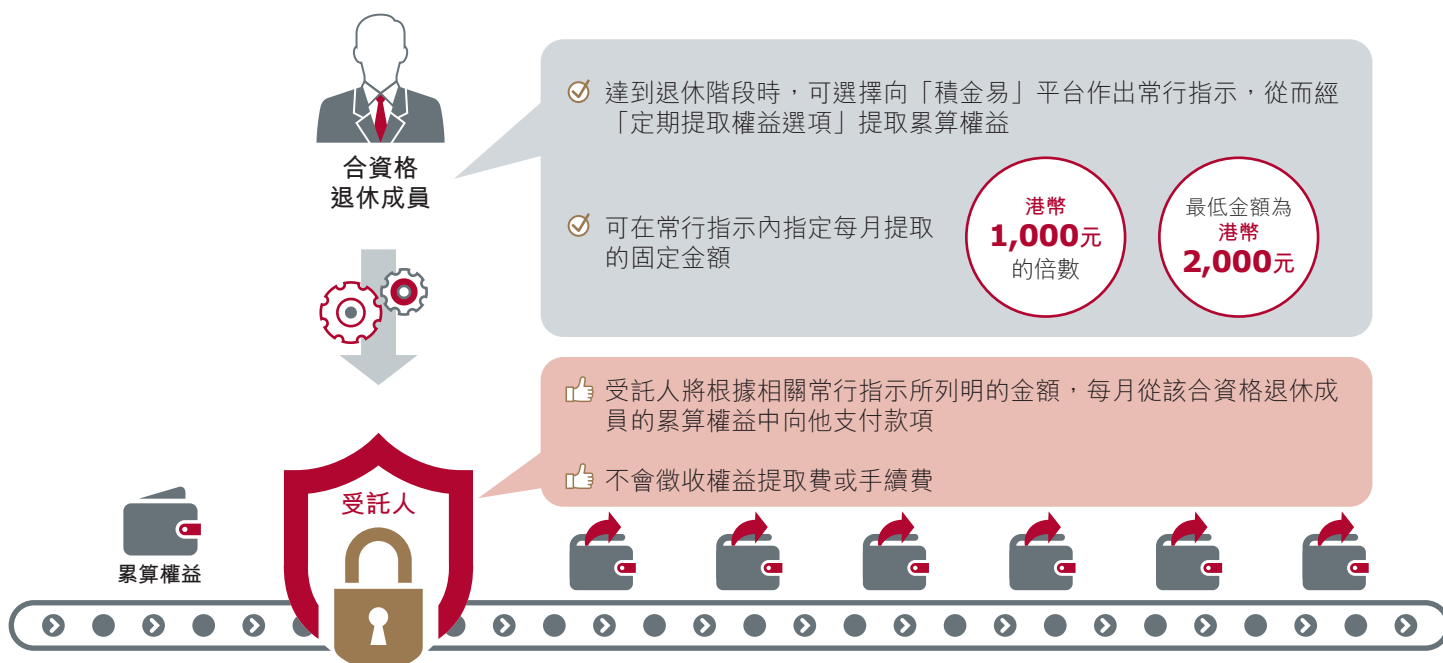 合資格
退休成員
達到退休階段時，可選擇向「積金易」平台作出常行指示，從而經
「定期提取權益選項」提取累算權益
可在常行指示內指定每月提取
的固定金額
港幣
1,000元
的倍數
最低金額為
港幣
2,000元
受託人將根據相關常行指示所列明的金額，每月從該合資格退休成
員的累算權益中向他支付款項
不會徵收權益提取費或手續費
受託人
累算權益